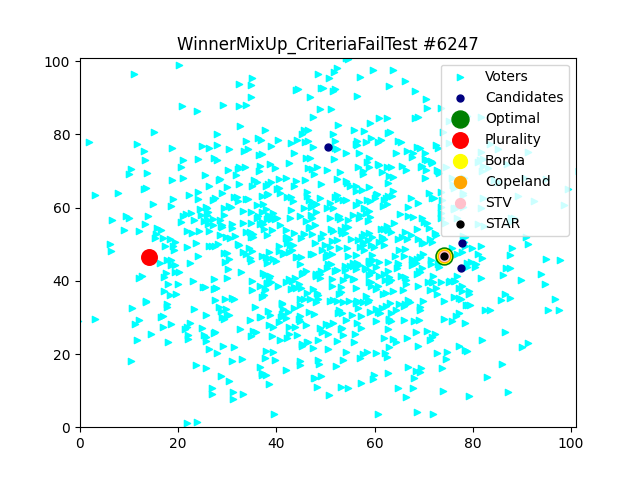 WinnerMixUp_CriteriaFailTest #6247
100
80
60
40
20
0
0 20 40 60 80 100
Voters
Candidates
Optimal
Plurality
Borda
Copeland
STV
STAR